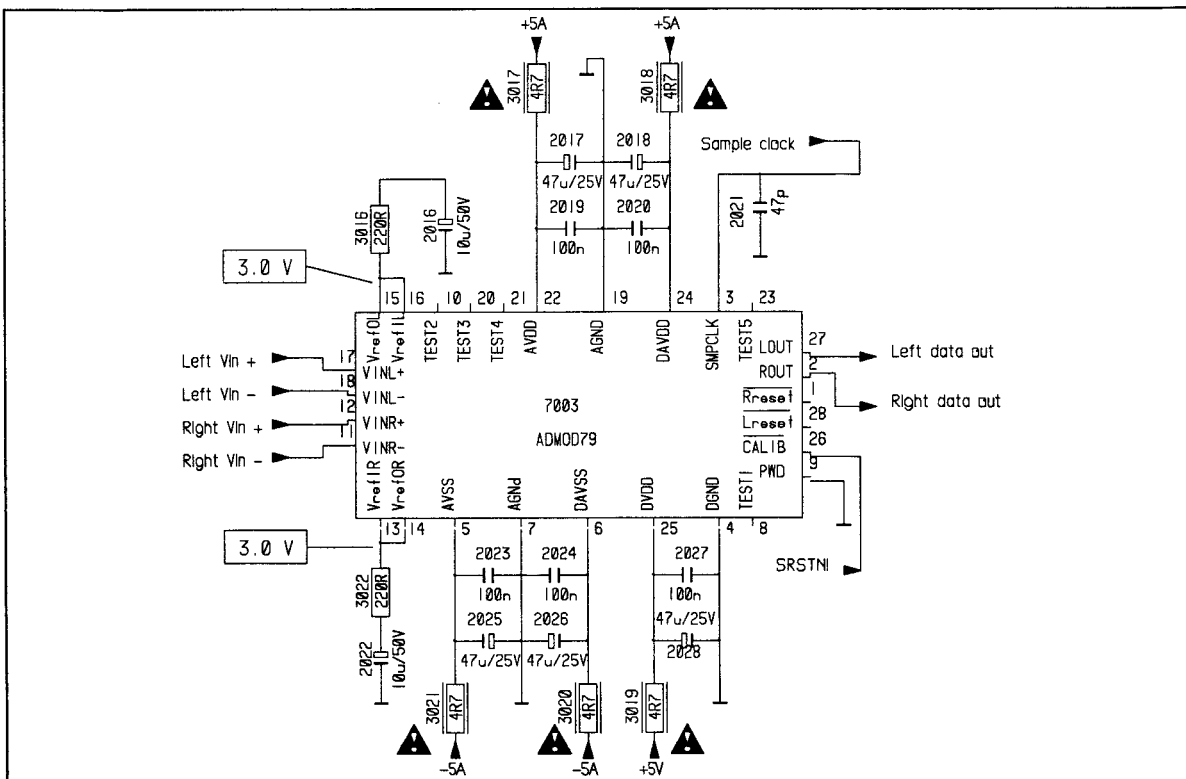 +5A
+5A
3017
4R7
3018
4R7
2017
2018
47u/25V
47u/25V
2019
2020
100n
100n
Sample clock
2021
47p
3016
220R
2016
10u/50V
3.0 V
15
16
10
20
21
22
19
24
3
23
VrefOL
VrefIL
TEST2
TEST3
TEST4
AVDD
AGND
DAVDD
SMPCLK
TEST5
Left Vin +
17
VINL+
Left Vin -
18
VINL-
Right Vin +
12
VINR+
Right Vin -
11
VINR-
7003
ADMOD79
LOUT
27
Left data out
ROUT
2
Right data out
Rreset
1
Lreset
28
CALIB
26
PWD
9
VrefIR
VrefOR
AVSS
AGNd
DAVSS
DVDD
DGND
TEST1
13
14
5
7
6
25
4
8
3.0 V
SRSTNI
3022
220R
2022
10u/50V
2023
2024
100n
100n
2025
2026
47u/25V
47u/25V
2027
100n
47u/25V
2028
3021
4R7
3020
4R7
3019
4R7
-5A
-5A
+5V